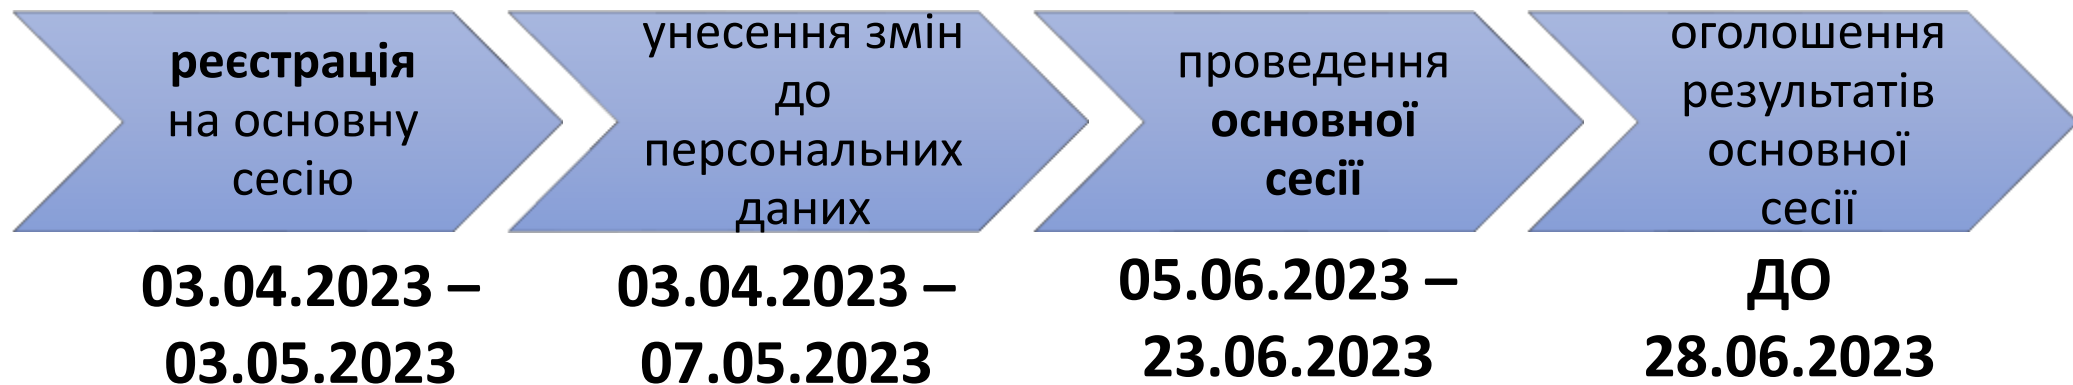 реєстрація
на основну
сесію
03.04.2023 –
03.05.2023
унесення змін
до
персональних
даних
03.04.2023 –
07.05.2023
проведення
основної
сесії
05.06.2023 –
23.06.2023
оголошення
результатів
основної
сесії
ДО
28.06.2023